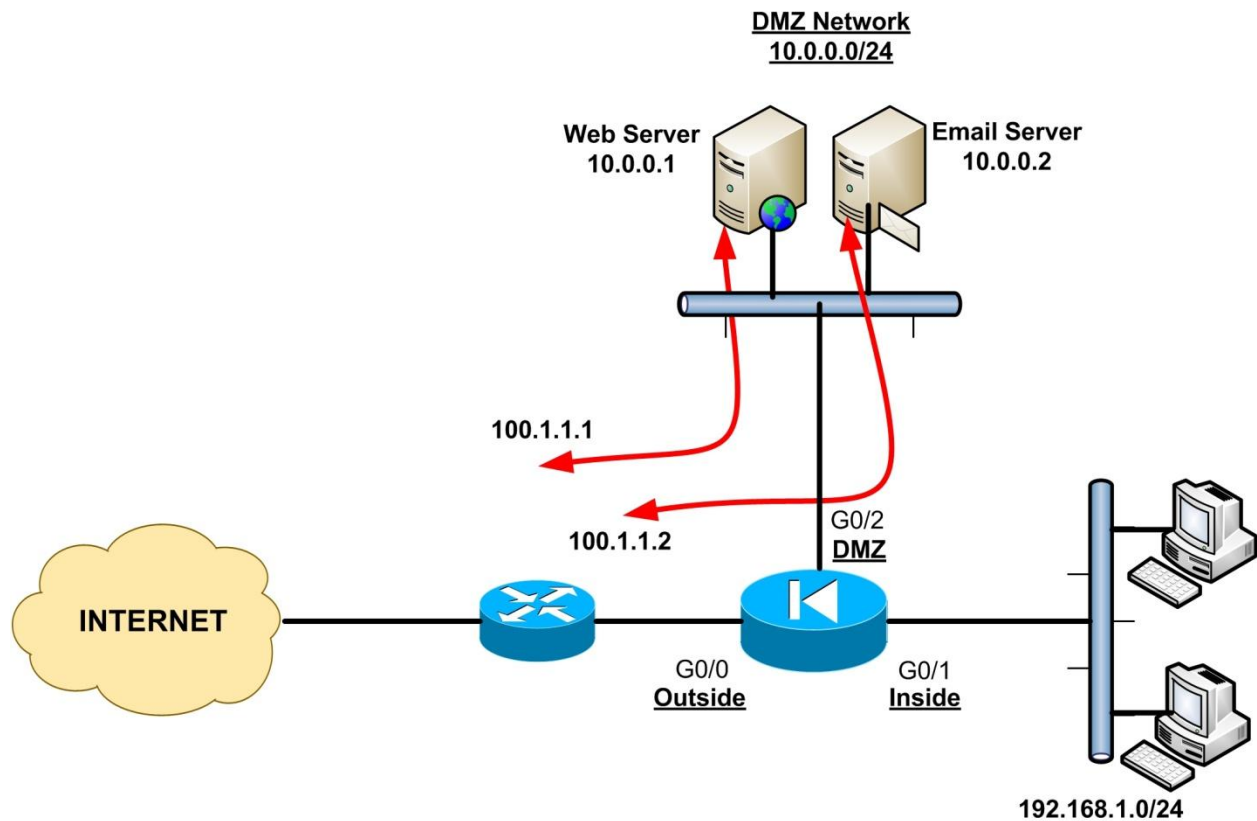 DMZ Network
10.0.0.0/24
Web Server
10.0.0.1
Email Server
10.0.0.2
100.1.1.1
100.1.1.2
G0/2
DMZ
INTERNET
G0/0
Outside
G0/1
Inside
192.168.1.0/24